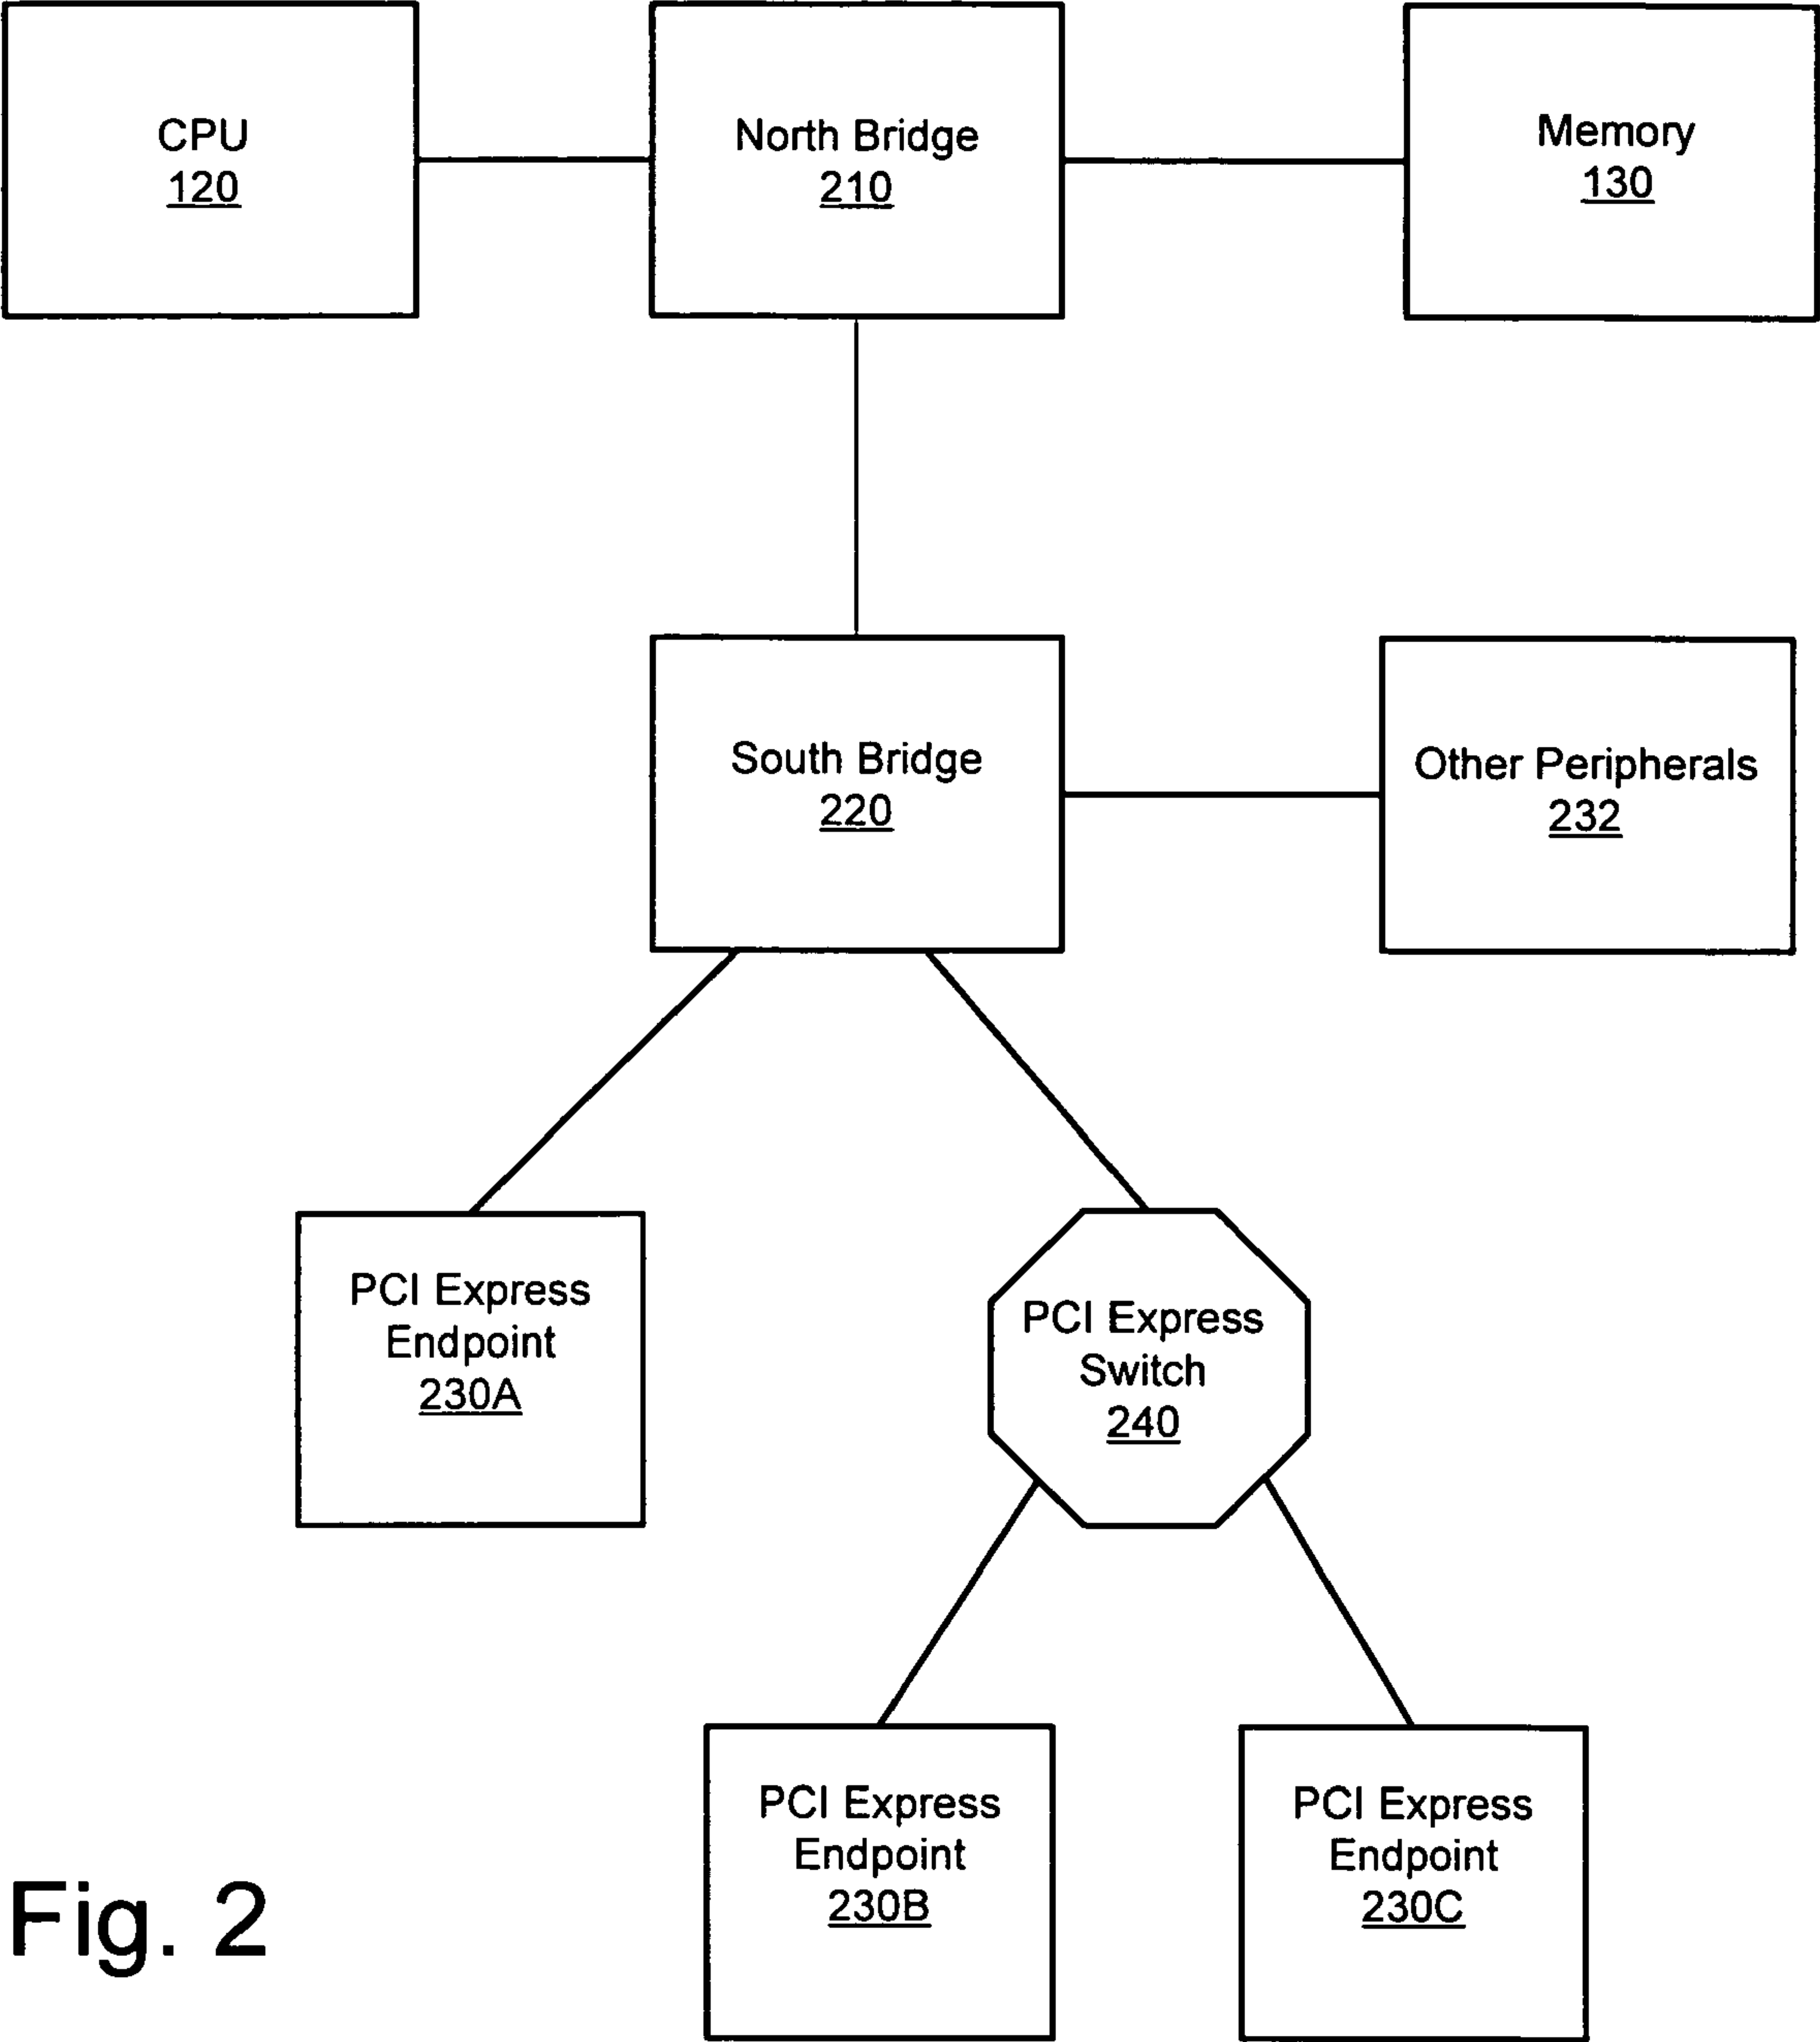 CPU
120
North Bridge
210
Memory
130
South Bridge
220
Other Peripherals
232
PCI Express
Endpoint
230A
PCI Express
Switch
240
PCI Express
Endpoint
230B
PCI Express
Endpoint
230C
Fig. 2